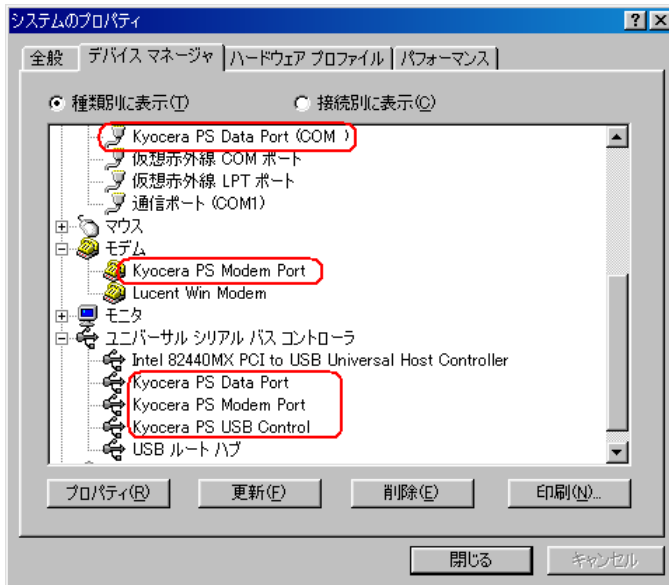 システムのプロパティ
全般 デバイス マネージャ ハードウェア プロファイル パフォーマンス
種類別に表示(T) 接続別に表示(C)
Kyocera PS Data Port (COM )
仮想赤外線 COM ポート
仮想赤外線 LPT ポート
通信ポート (COM1)
マウス
モデム
Kyocera PS Modem Port
Lucent Win Modem
モニタ
ユニバーサル シリアル バス コントローラ
Intel 82440MX PCI to USB Universal Host Controller
Kyocera PS Data Port
Kyocera PS Modem Port
Kyocera PS USB Control
USB ルート ハブ
プロパティ(R) 更新(F) 削除(E) 印刷(N)...
閉じる キャンセル